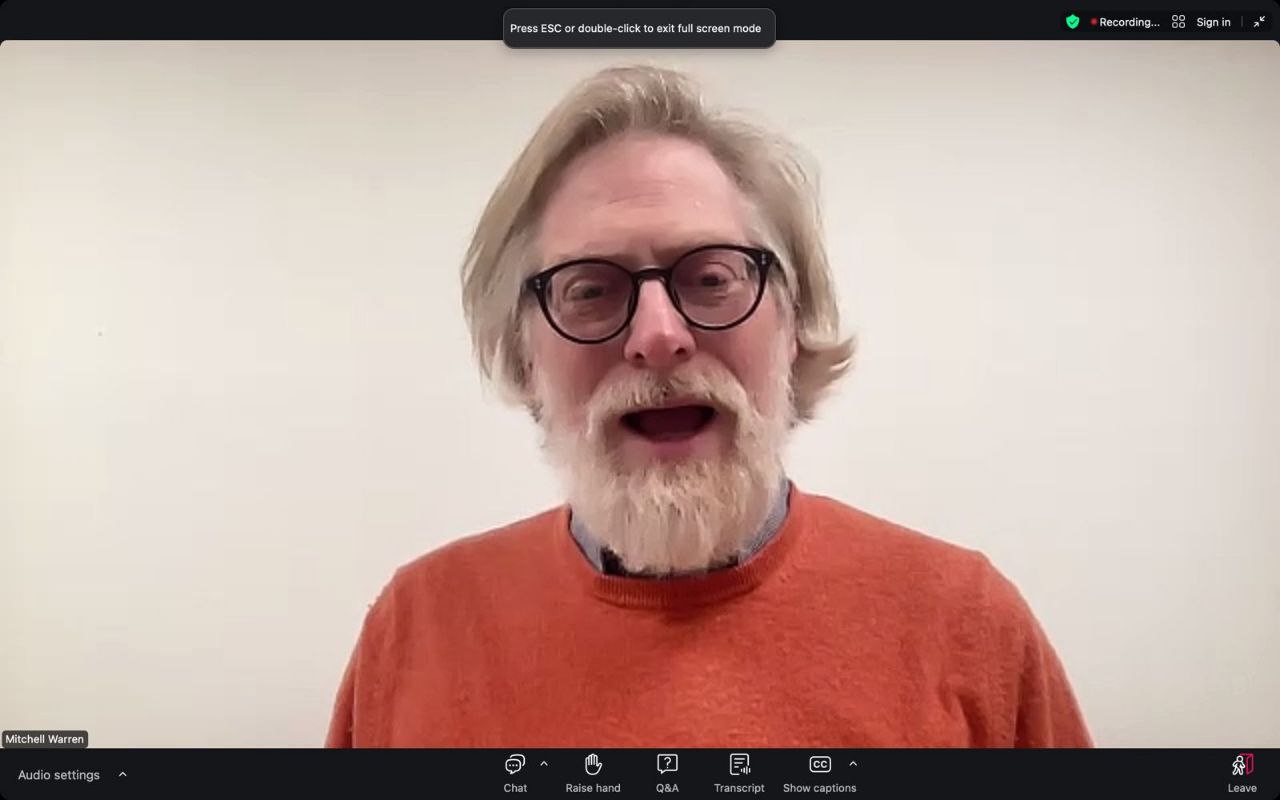 Press ESC or double-click to exit full screen mode
Recording...
Sign in
Mitchell Warren
Audio settings
Chat
Raise hand
Q&A
Transcript
CC
Show captions
Leave